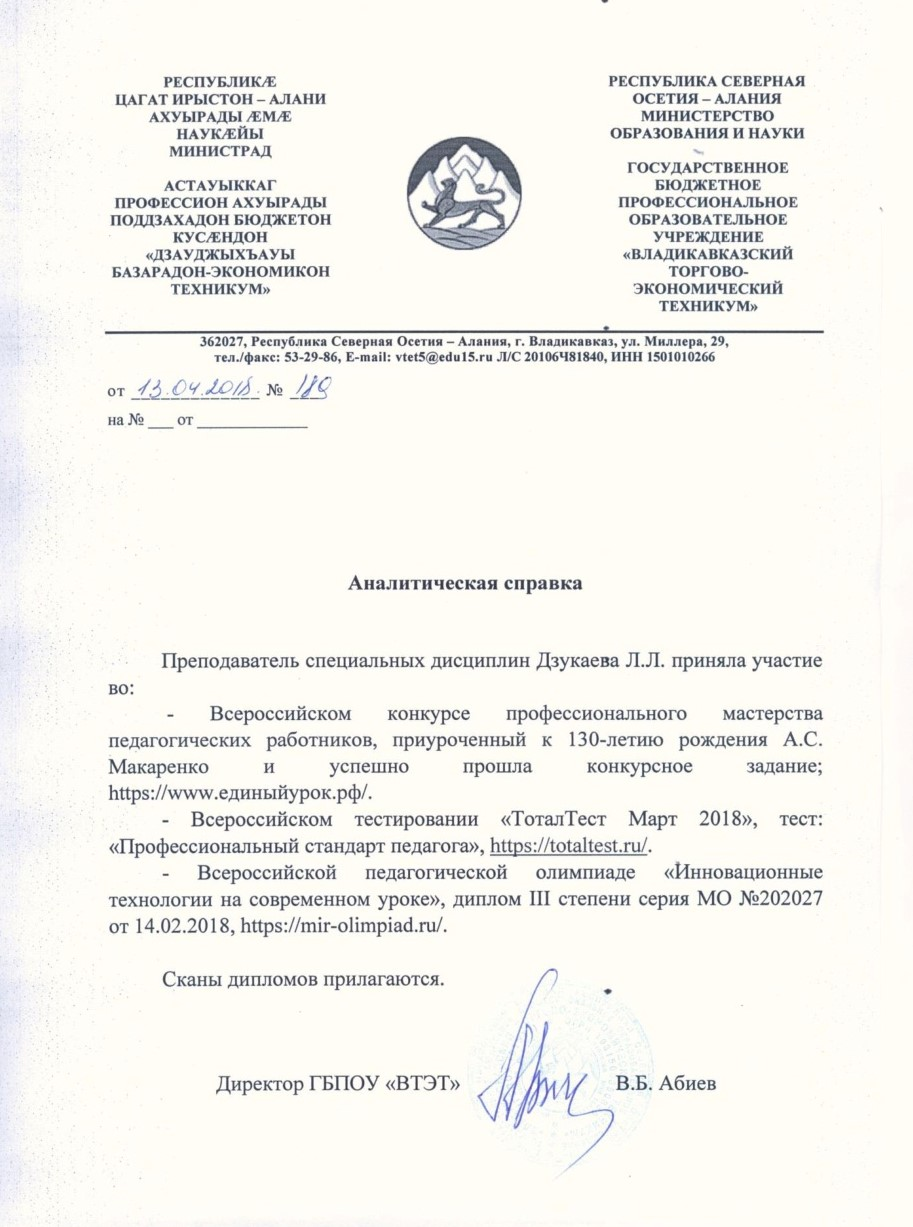 РЕСПУБЛИКÆ
ЦАГАТ ИРЫСТОН – АЛАНИ
АХУЫРАДЫ ÆМÆ
НАУКÆЙЫ
МИНИСТРАД
АСТАУЫККАГ
ПРОФЕССИОН АХУЫРАДЫ
ПОДДЗАХАДОН БЮДЖЕТОН
КУСÆНДОН
«ДЗАУДЖЫХЪАУЫ
БАЗАРАДОН-ЭКОНОМИКОН
ТЕХНИКУМ»
РЕСПУБЛИКА СЕВЕРНАЯ
ОСЕТИЯ – АЛАНИЯ
МИНИСТЕРСТВО
ОБРАЗОВАНИЯ И НАУКИ
ГОСУДАРСТВЕННОЕ
БЮДЖЕТНОЕ
ПРОФЕССИОНАЛЬНОЕ
ОБРАЗОВАТЕЛЬНОЕ
УЧРЕЖДЕНИЕ
«ВЛАДИКАВКАЗСКИЙ
ТОРГОВО-
ЭКОНОМИЧЕСКИЙ
ТЕХНИКУМ»
362027, Республика Северная Осетия – Алания, г. Владикавказ, ул. Миллера, 29,
тел./факс: 53-29-86, E-mail: vtet5@edu15.ru Л/С 20106Ч81840, ИНН 1501010266
от 13.04.2018. № 180
на № ___ от ______________
Аналитическая справка
Преподаватель специальных дисциплин Дзукаева Л.Л. приняла участие
во:
- Всероссийском конкурсе профессионального мастерства
педагогических работников, приуроченный к 130-летию рождения А.С.
Макаренко и успешно прошла конкурсное задание;
https://www.единыйурок.рф/.
- Всероссийском тестировании «ТоталТест Март 2018», тест:
«Профессиональный стандарт педагога», https://totaltest.ru/.
- Всероссийской педагогической олимпиаде «Инновационные
технологии на современном уроке», диплом III степени серия МО №202027
от 14.02.2018, https://mir-olimpiad.ru/.
Сканы дипломов прилагаются.
Директор ГБПОУ «ВТЭТ» В.Б. Абиев